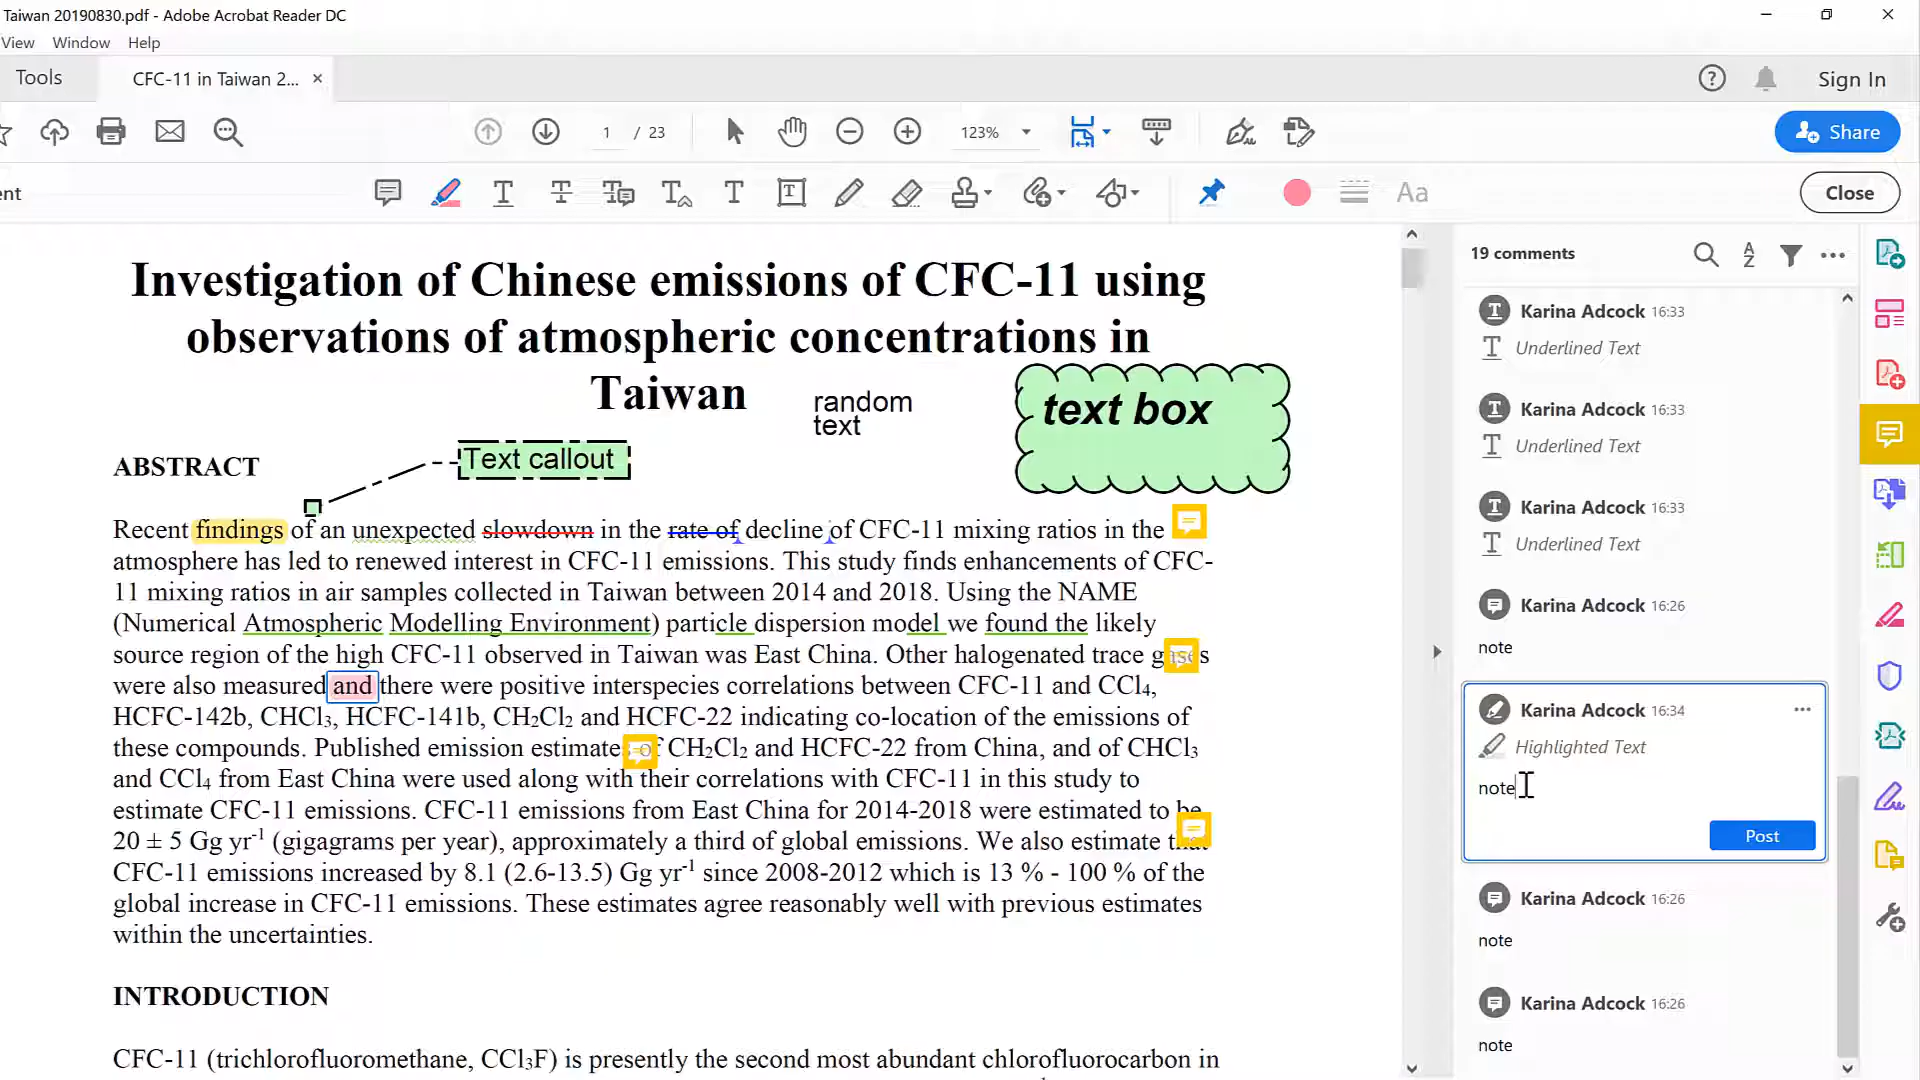 Taiwan 20190830.pdf - Adobe Acrobat Reader DC
View Window Help
Tools CFC-11 in Taiwan 2... × Sign In
1 / 23 123% Share
ent Aa Close
Investigation of Chinese emissions of CFC-11 using
observations of atmospheric concentrations in
Taiwan
random
text
text box
Text callout
ABSTRACT
Recent findings of an unexpected slowdown in the rate of decline of CFC-11 mixing ratios in the
atmosphere has led to renewed interest in CFC-11 emissions. This study finds enhancements of CFC-
11 mixing ratios in air samples collected in Taiwan between 2014 and 2018. Using the NAME
(Numerical Atmospheric Modelling Environment) particle dispersion model we found the likely
source region of the high CFC-11 observed in Taiwan was East China. Other halogenated trace gases
were also measured and there were positive interspecies correlations between CFC-11 and CCl₄,
HCFC-142b, CHCl₃, HCFC-141b, CH₂Cl₂ and HCFC-22 indicating co-location of the emissions of
these compounds. Published emission estimates of CH₂Cl₂ and HCFC-22 from China, and of CHCl₃
and CCl₄ from East China were used along with their correlations with CFC-11 in this study to
estimate CFC-11 emissions. CFC-11 emissions from East China for 2014-2018 were estimated to be
20 ± 5 Gg yr⁻¹ (gigagrams per year), approximately a third of global emissions. We also estimate that
CFC-11 emissions increased by 8.1 (2.6-13.5) Gg yr⁻¹ since 2008-2012 which is 13 % - 100 % of the
global increase in CFC-11 emissions. These estimates agree reasonably well with previous estimates
within the uncertainties.
INTRODUCTION
CFC-11 (trichlorofluoromethane, CCl₃F) is presently the second most abundant chlorofluorocarbon in
19 comments
Karina Adcock 16:33
Underlined Text
Karina Adcock 16:33
Underlined Text
Karina Adcock 16:33
Underlined Text
Karina Adcock 16:26
note
Karina Adcock 16:34
Highlighted Text
note
Post
Karina Adcock 16:26
note
Karina Adcock 16:26
note